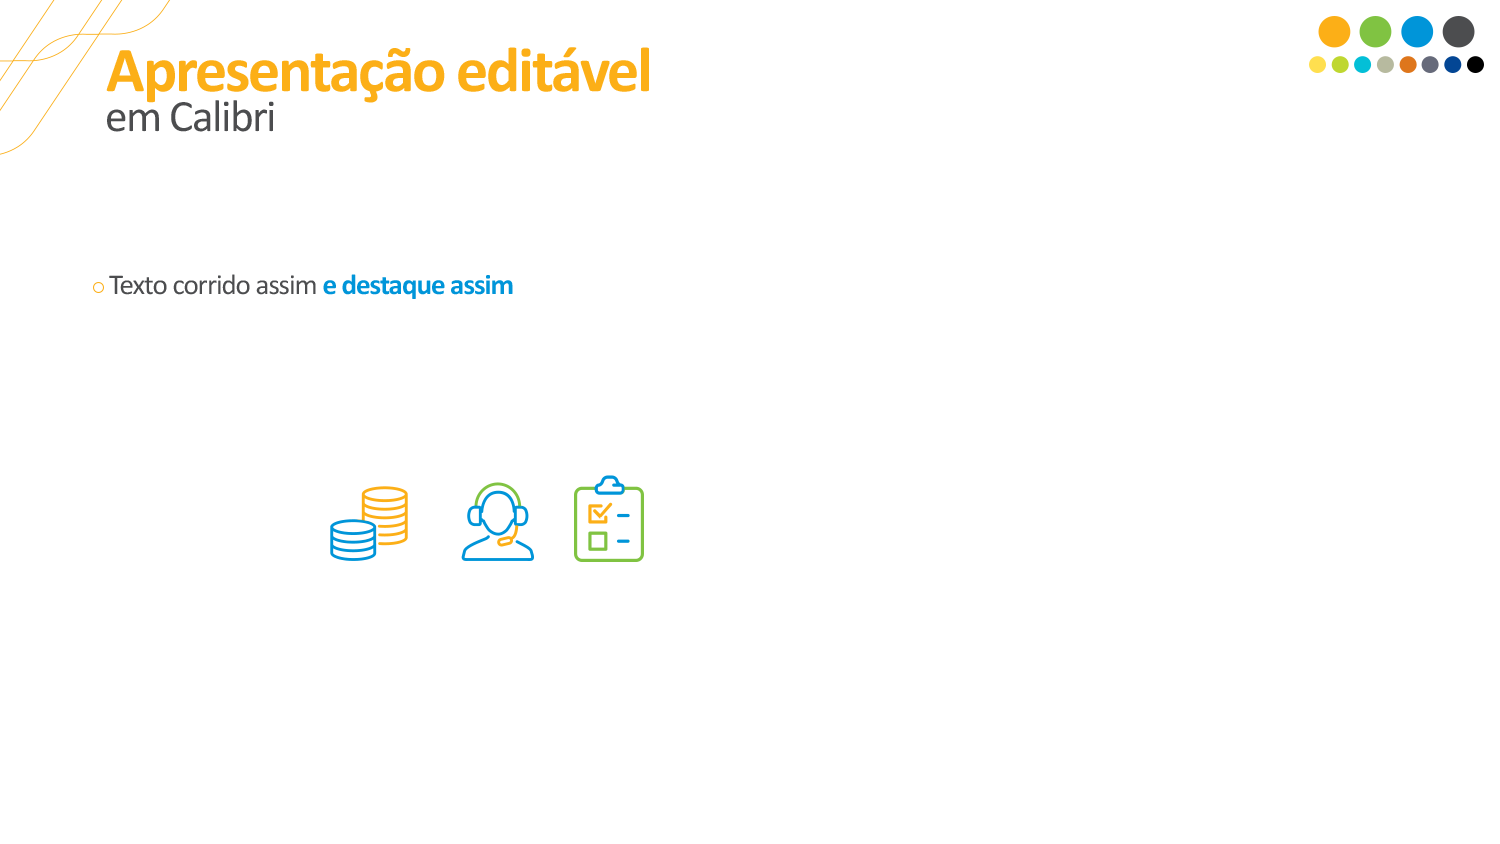 Apresentação editável
em Calibri
Texto corrido assim e destaque assim